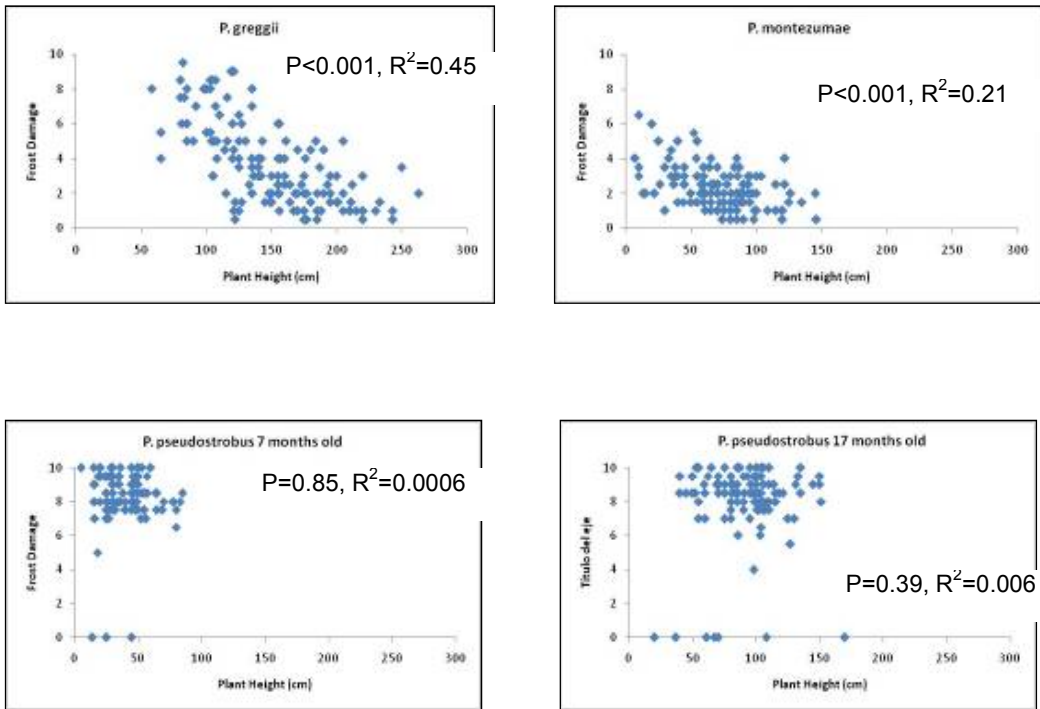 P. greggii
P<0.001, R²=0.45
Frost Damage
10
8
6
4
2
0
0 50 100 150 200 250 300
Plant Height (cm)
P. montezumae
P<0.001, R²=0.21
Frost Damage
10
8
6
4
2
0
0 50 100 150 200 250 300
Plant Height (cm)
P. pseudostrobus 7 months old
P=0.85, R²=0.0006
Frost Damage
10
8
6
4
2
0
0 50 100 150 200 250 300
Plant Height (cm)
P. pseudostrobus 17 months old
P=0.39, R²=0.006
Título del eje
10
8
6
4
2
0
0 50 100 150 200 250 300
Plant Height (cm)